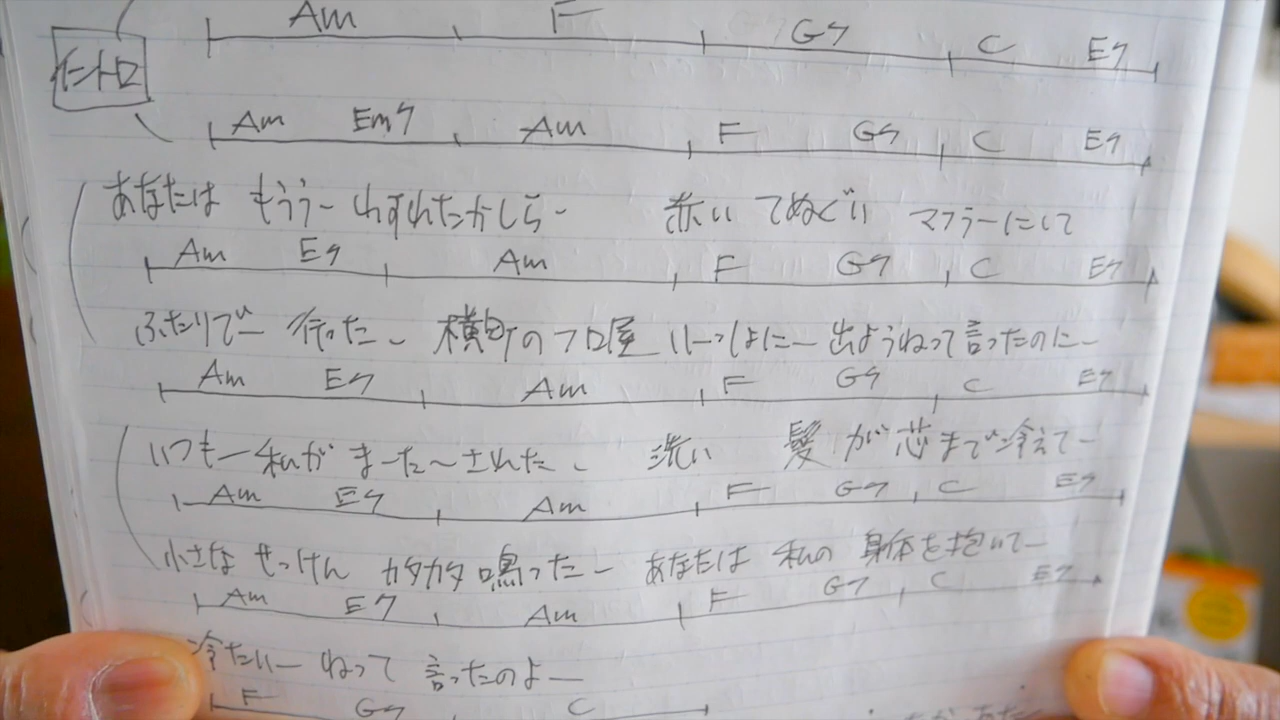 Am F G7 C E7
イントロ
Am Em7 Am F G7 C E7
あなたは もうう〜 わすれたかしら〜 赤い てぬぐい マフラーにして
Am E7 Am F G7 C E7
ふたりで〜 行った〜 横町のフロ屋 い〜っしょに〜 出ようねって言ったのに〜
Am E7 Am F G7 C E7
いつも〜私が まった〜された〜 洗い 髪が芯まで冷えて〜
Am E7 Am F G7 C E7
小さな せっけん カタカタ鳴った〜 あなたは 私の 身体を抱いて〜
Am E7 Am F G7 C E7
冷たい〜 ねって 言ったのよ〜
F G7 C